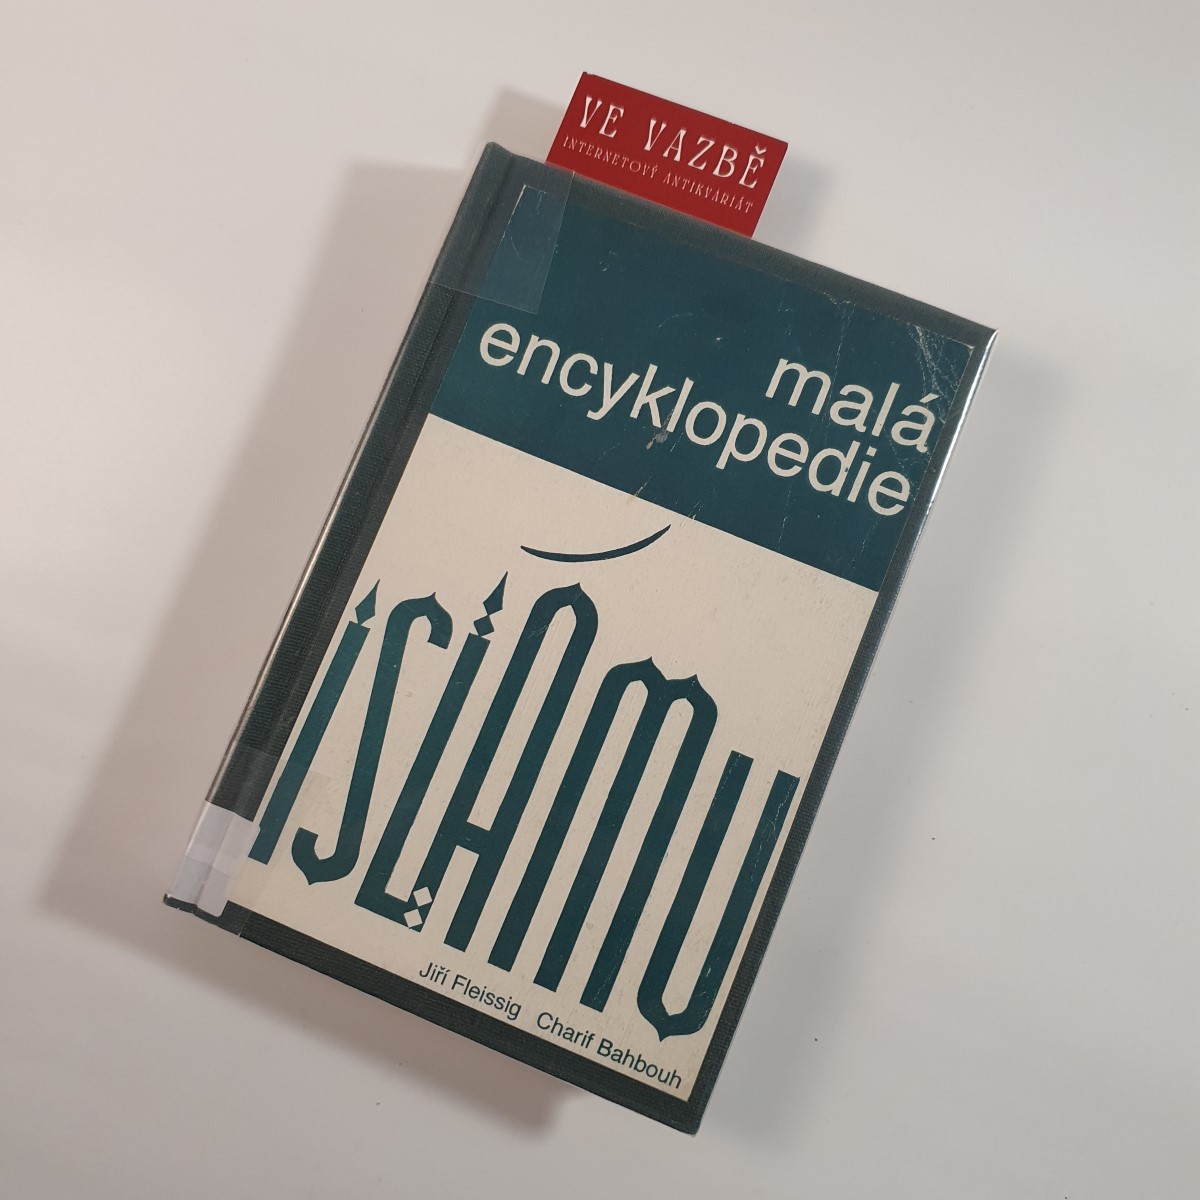 VE VAZBĚ
INTERNETOVÝ ANTIKVARIÁT
malá
encyklopedie
ISLÁMU
Jiří Fleissig Charif Bahbouh